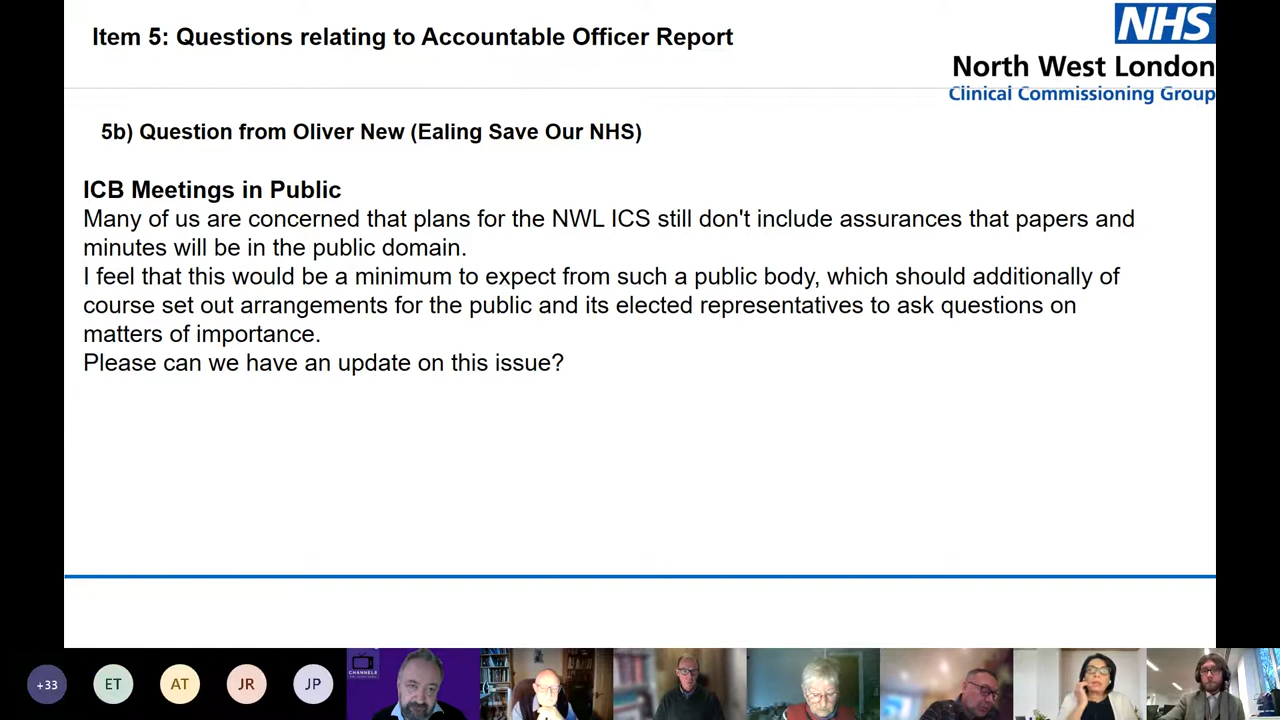 Item 5: Questions relating to Accountable Officer Report
NHS
North West London
Clinical Commissioning Group
5b) Question from Oliver New (Ealing Save Our NHS)
ICB Meetings in Public
Many of us are concerned that plans for the NWL ICS still don't include assurances that papers and
minutes will be in the public domain.
I feel that this would be a minimum to expect from such a public body, which should additionally of
course set out arrangements for the public and its elected representatives to ask questions on
matters of importance.
Please can we have an update on this issue?
+33
ET
AT
JR
JP
CHANNEL